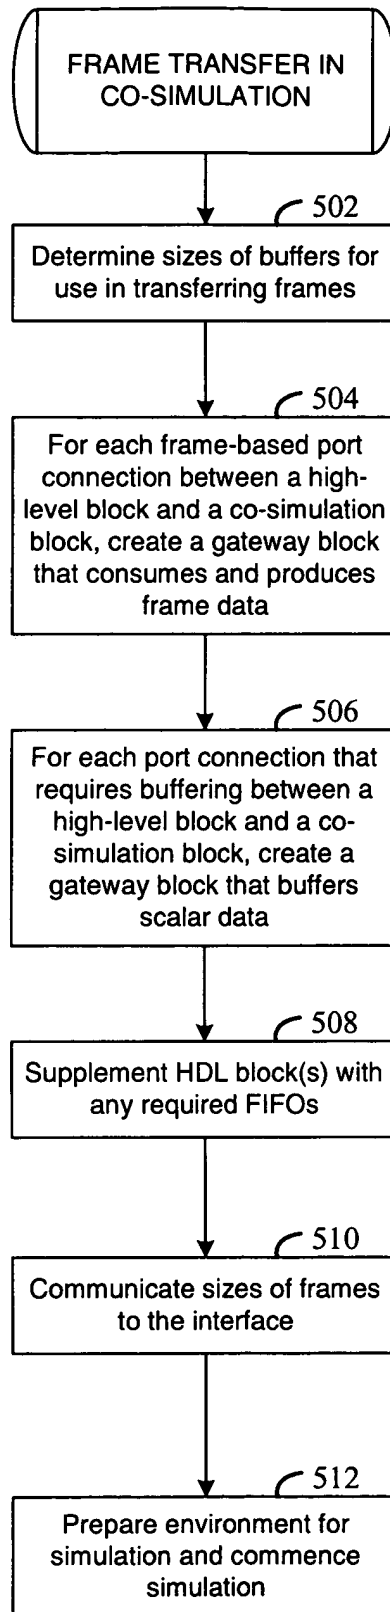 FRAME TRANSFER IN
CO-SIMULATION
502
Determine sizes of buffers for
use in transferring frames
504
For each frame-based port
connection between a high-
level block and a co-simulation
block, create a gateway block
that consumes and produces
frame data
506
For each port connection that
requires buffering between a
high-level block and a co-
simulation block, create a
gateway block that buffers
scalar data
508
Supplement HDL block(s) with
any required FIFOs
510
Communicate sizes of frames
to the interface
512
Prepare environment for
simulation and commence
simulation